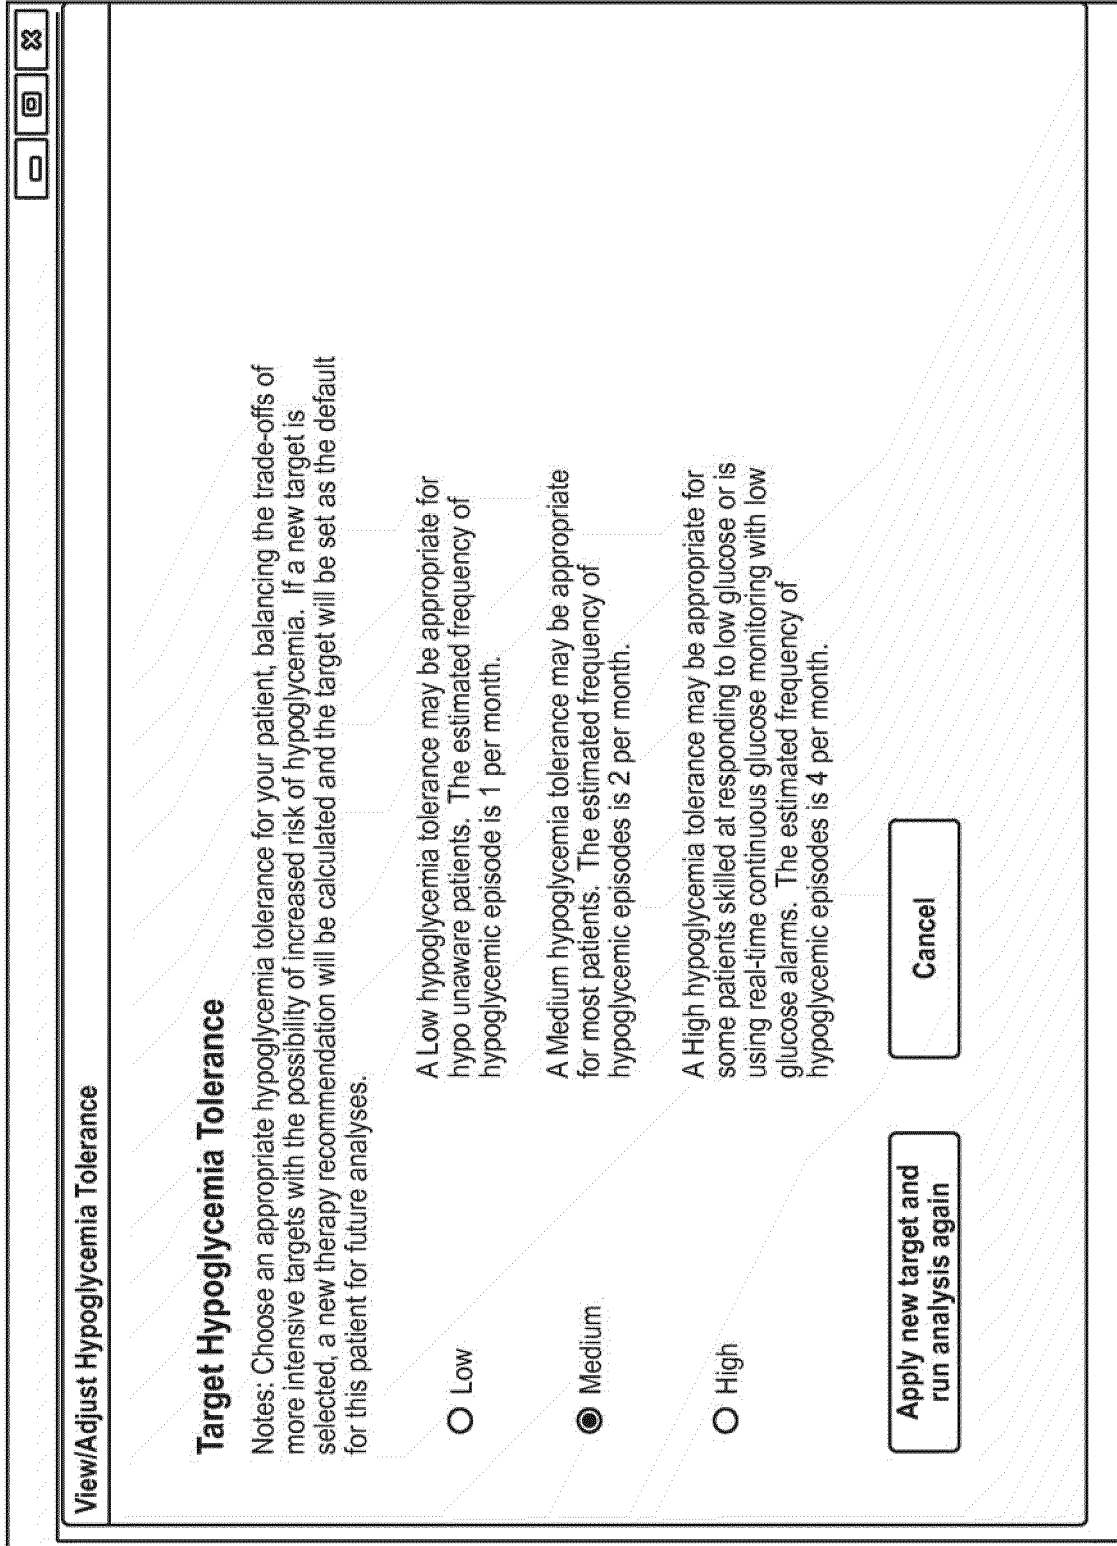 View/Adjust Hypoglycemia Tolerance
Target Hypoglycemia Tolerance
Notes: Choose an appropriate hypoglycemia tolerance for your patient, balancing the trade-offs of
more intensive targets with the possibility of increased risk of hypoglycemia. If a new target is
selected, a new therapy recommendation will be calculated and the target will be set as the default
for this patient for future analyses.
Low
A Low hypoglycemia tolerance may be appropriate for
hypo unaware patients. The estimated frequency of
hypoglycemic episode is 1 per month.
Medium
A Medium hypoglycemia tolerance may be appropriate
for most patients. The estimated frequency of
hypoglycemic episodes is 2 per month.
High
A High hypoglycemia tolerance may be appropriate for
some patients skilled at responding to low glucose or is
using real-time continuous glucose monitoring with low
glucose alarms. The estimated frequency of
hypoglycemic episodes is 4 per month.
Apply new target and
run analysis again
Cancel